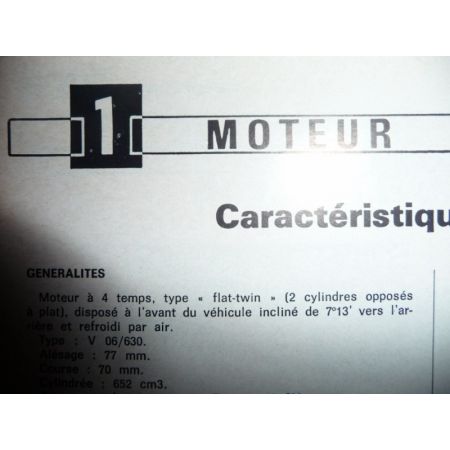 1 MOTEUR
Caractéristiqu
GENERALITES
Moteur à 4 temps, type « flat-twin » (2 cylindres opposés
à plat), disposé à l'avant du véhicule incliné de 7°13' vers l'ar-
rière et refroidi par air.
Type : V 06/630.
Alésage : 77 mm.
Course : 70 mm.
Cylindrée : 652 cm3.